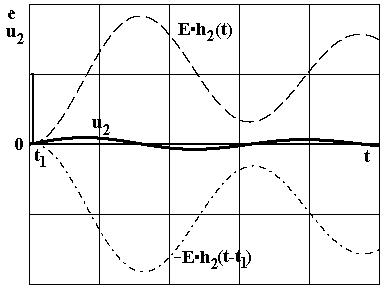 e
u₂
E·h₂(t)
u₂
0
t₁
t
-E·h₂(t-t₁)